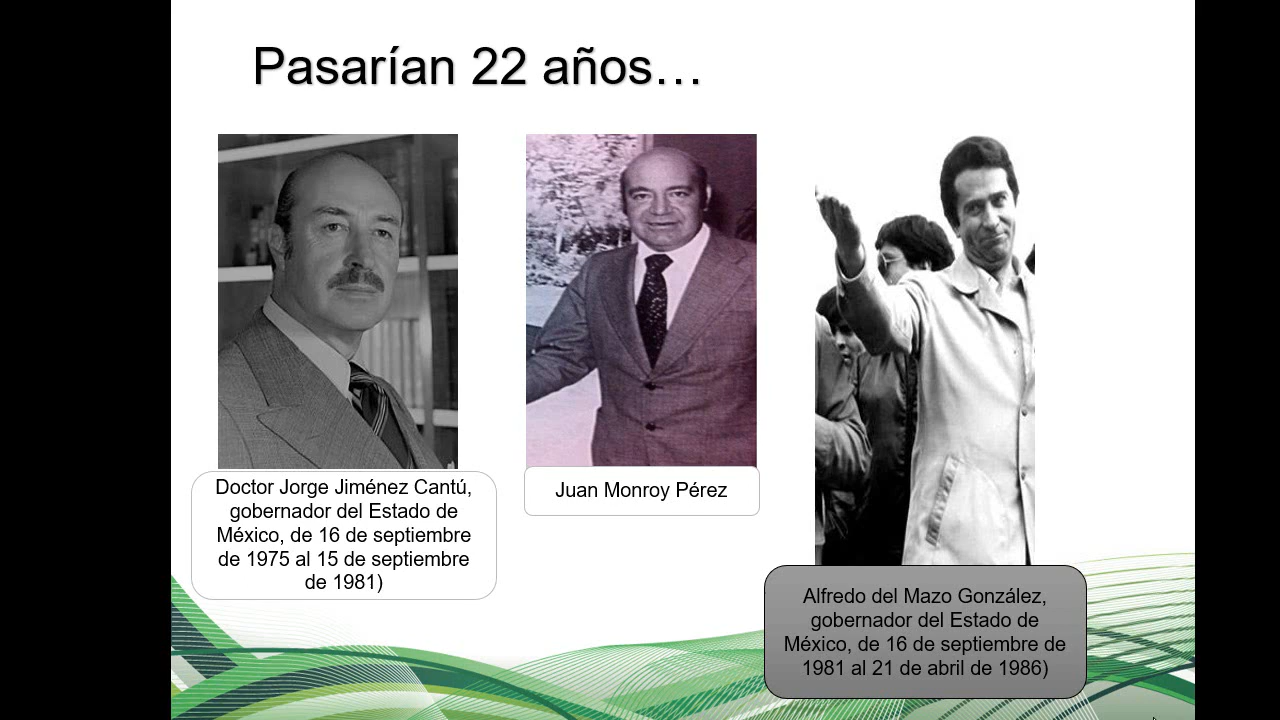 Pasarían 22 años…
Doctor Jorge Jiménez Cantú,
gobernador del Estado de
México, de 16 de septiembre
de 1975 al 15 de septiembre
de 1981)
Juan Monroy Pérez
Alfredo del Mazo González,
gobernador del Estado de
México, de 16 de septiembre de
1981 al 21 de abril de 1986)